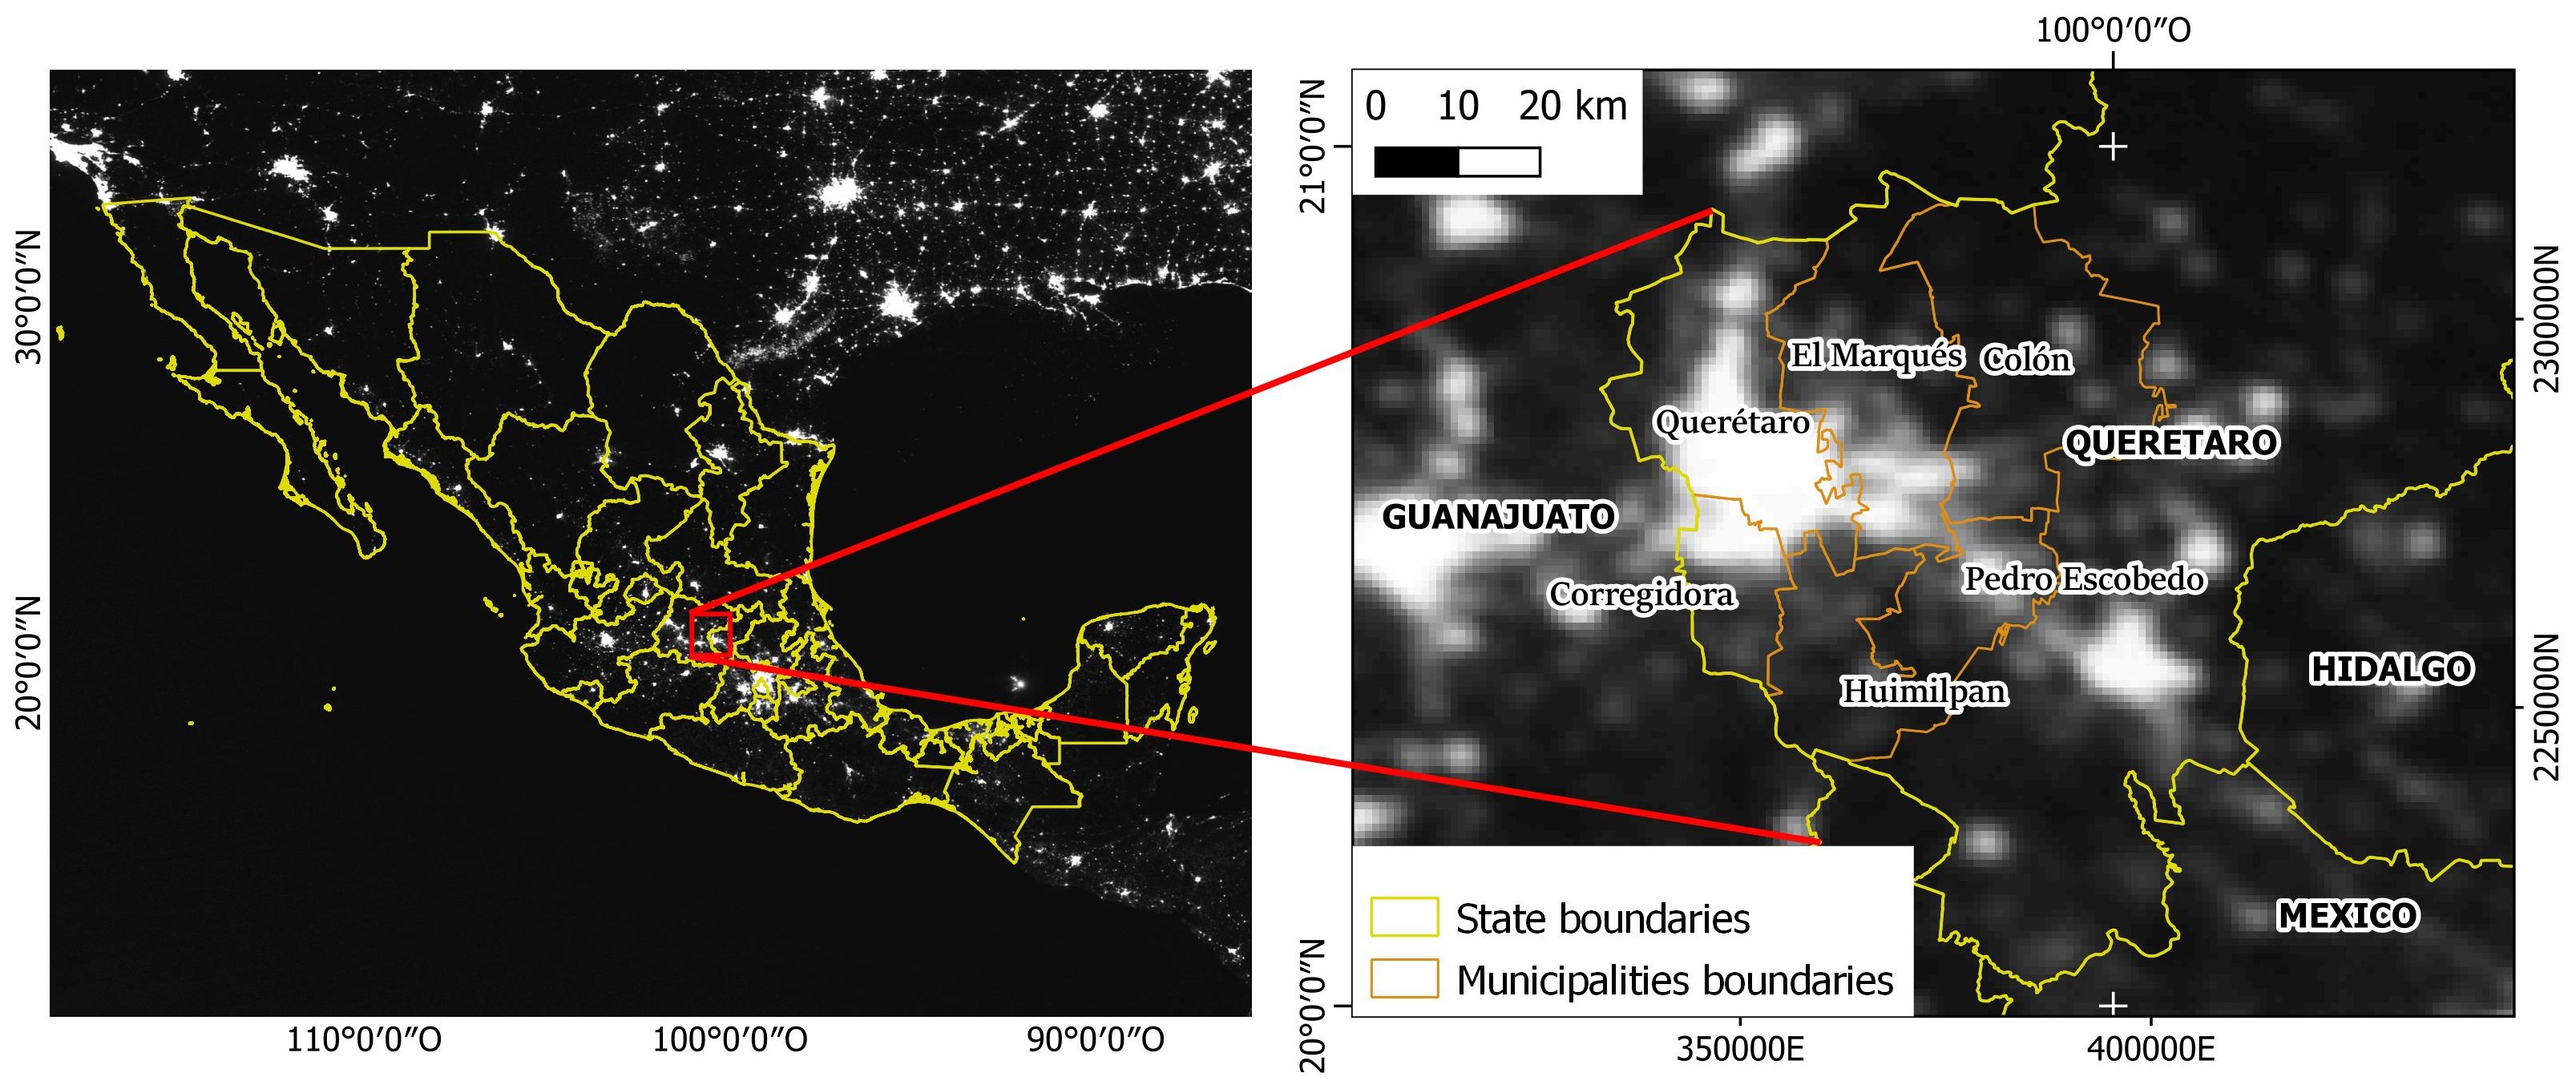 30°0′0″N
20°0′0″N
110°0′0″O
100°0′0″O
90°0′0″O
100°0′0″O
0 10 20 km
21°0′0″N
20°0′0″N
2300000N
2250000N
350000E
400000E
El Marqués
Colón
Querétaro
QUERETARO
GUANAJUATO
Corregidora
Pedro Escobedo
HIDALGO
Huimilpan
MEXICO
State boundaries
Municipalities boundaries